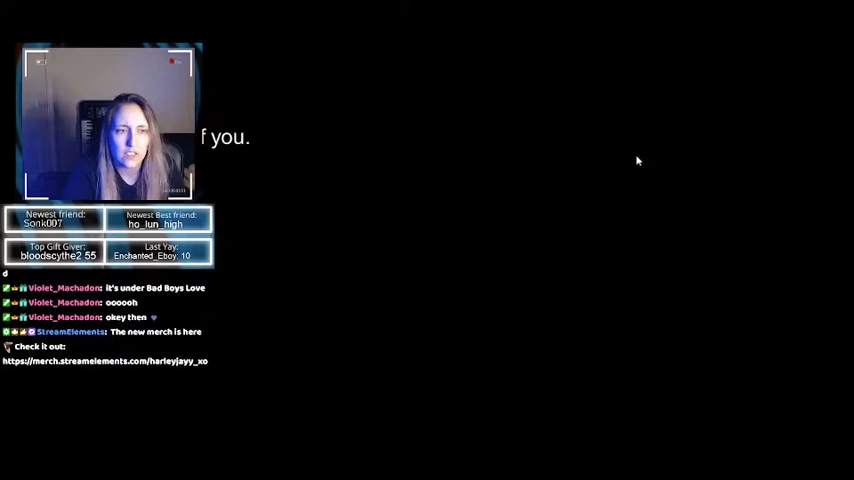 f you.
Newest friend:
Sonk007
Newest Best friend:
ho_lun_high
Top Gift Giver:
bloodscythe2 55
Last Yay:
Enchanted_Eboy: 10
d
Violet_Machadon: it's under Bad Boys Love
Violet_Machadon: oooooh
Violet_Machadon: okey then
StreamElements: The new merch is here
Check it out:
https://merch.streamelements.com/harleyjayy_xo